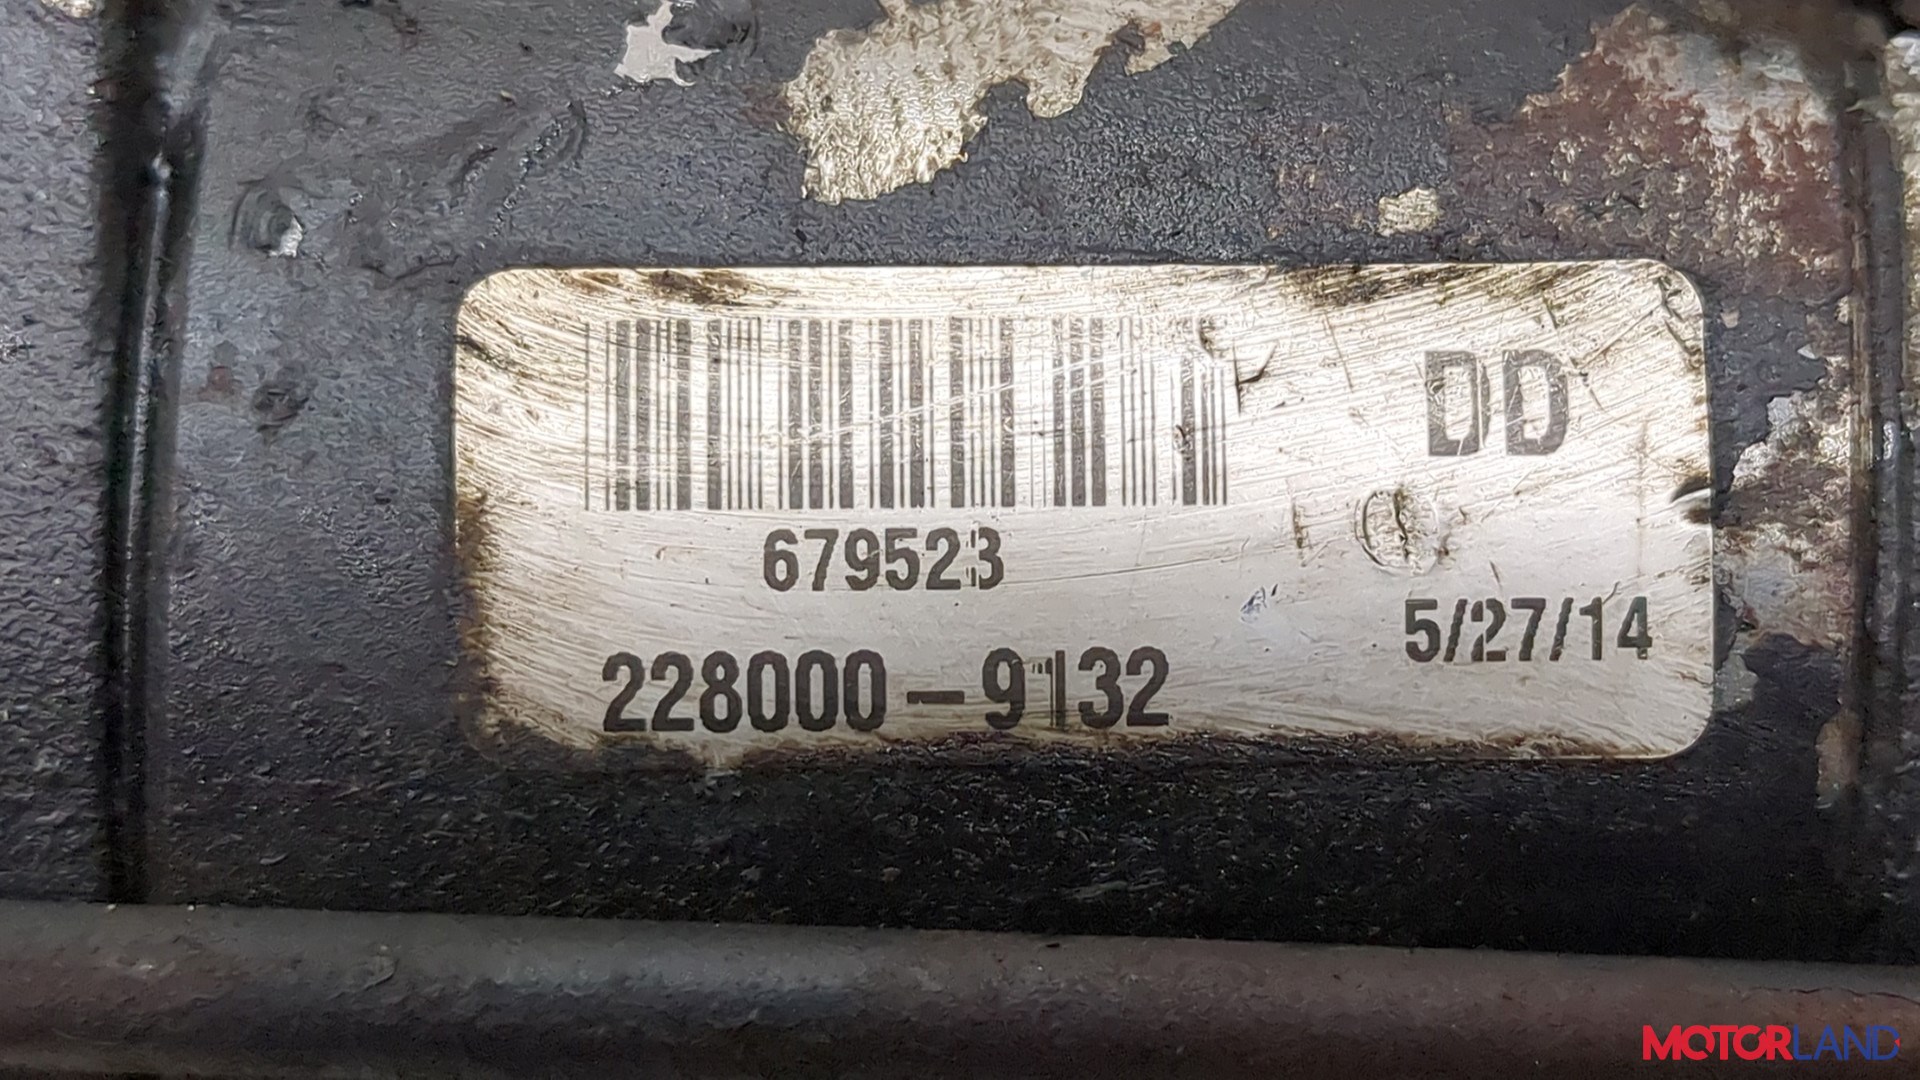 DD
679523
5/27/14
228000-9132
MOTORLAND